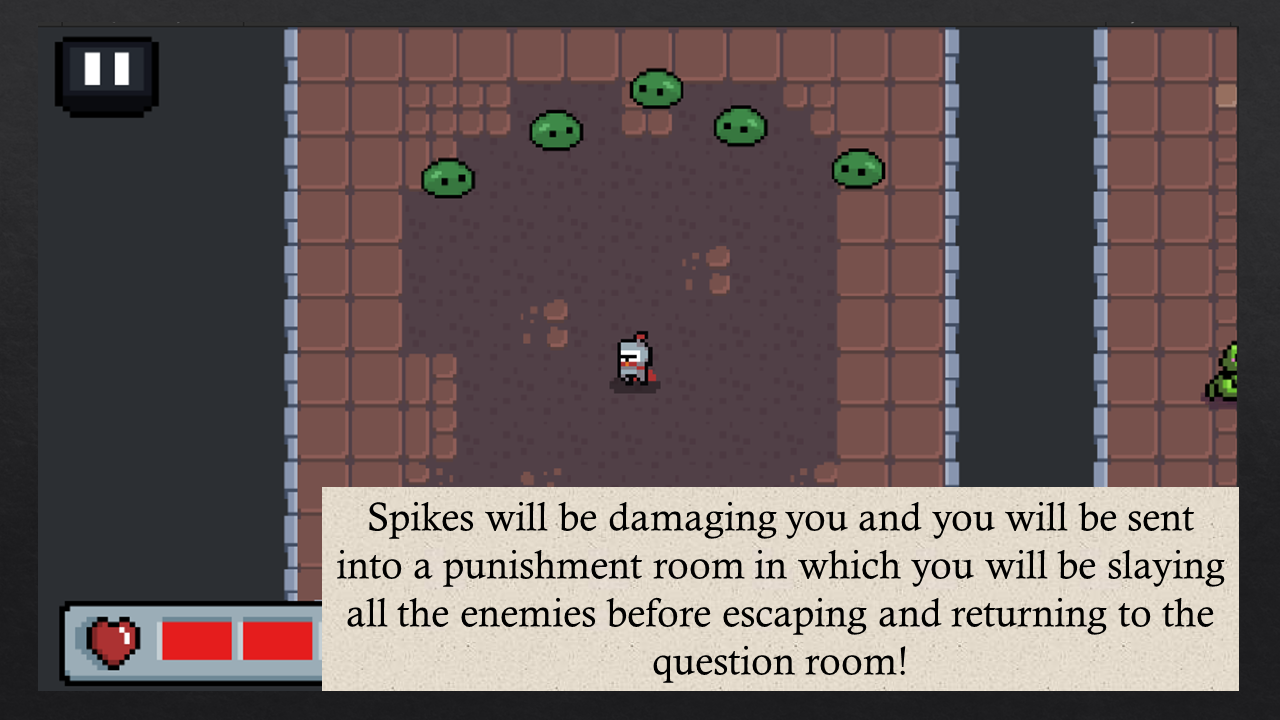 Spikes will be damaging you and you will be sent
into a punishment room in which you will be slaying
all the enemies before escaping and returning to the
question room!